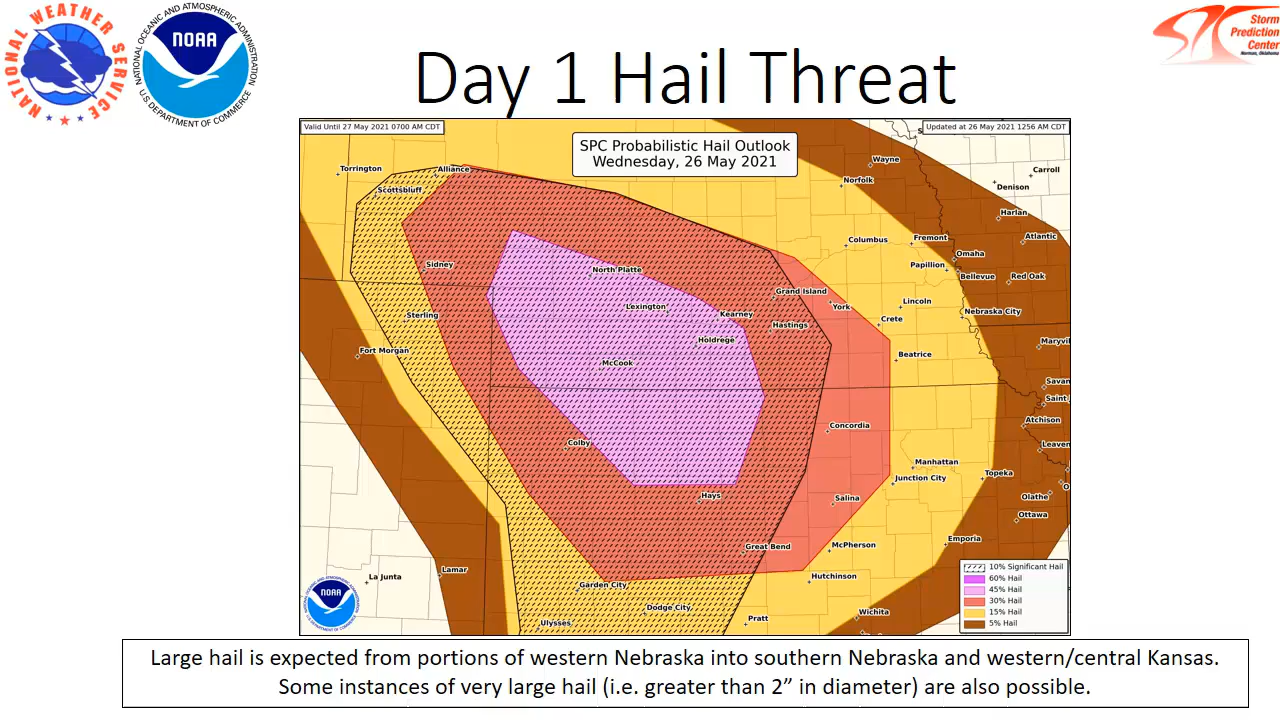 NATIONAL WEATHER SERVICE
NATIONAL OCEANIC AND ATMOSPHERIC ADMINISTRATION
NOAA
U.S. DEPARTMENT OF COMMERCE
Storm
Prediction
Center
Norman, Oklahoma
Day 1 Hail Threat
Valid Until 27 May 2021 0700 AM CDT
Updated at 26 May 2021 1256 AM CDT
SPC Probabilistic Hail Outlook
Wednesday, 26 May 2021
Wayne
Torrington
Alliance
Carroll
Norfolk
Denison
Scottsbluff
Harlan
Columbus
Fremont
Atlantic
Omaha
Sidney
Papillion
North Platte
Bellevue
Red Oak
Grand Island
Lexington
York
Lincoln
Sterling
Kearney
Nebraska City
Hastings
Crete
Holdrege
Maryvi
Fort Morgan
Beatrice
McCook
Savan
Saint
Concordia
Atchison
Colby
Leaven
Manhattan
Topeka
Junction City
O
Hays
Salina
Olathe
Ottawa
Emporia
Great Bend
McPherson
Lamar
La Junta
Hutchinson
Garden City
Dodge City
Wichita
Pratt
Ulysses
NOAA
10% Significant Hail
60% Hail
45% Hail
30% Hail
15% Hail
5% Hail
Large hail is expected from portions of western Nebraska into southern Nebraska and western/central Kansas.
Some instances of very large hail (i.e. greater than 2” in diameter) are also possible.